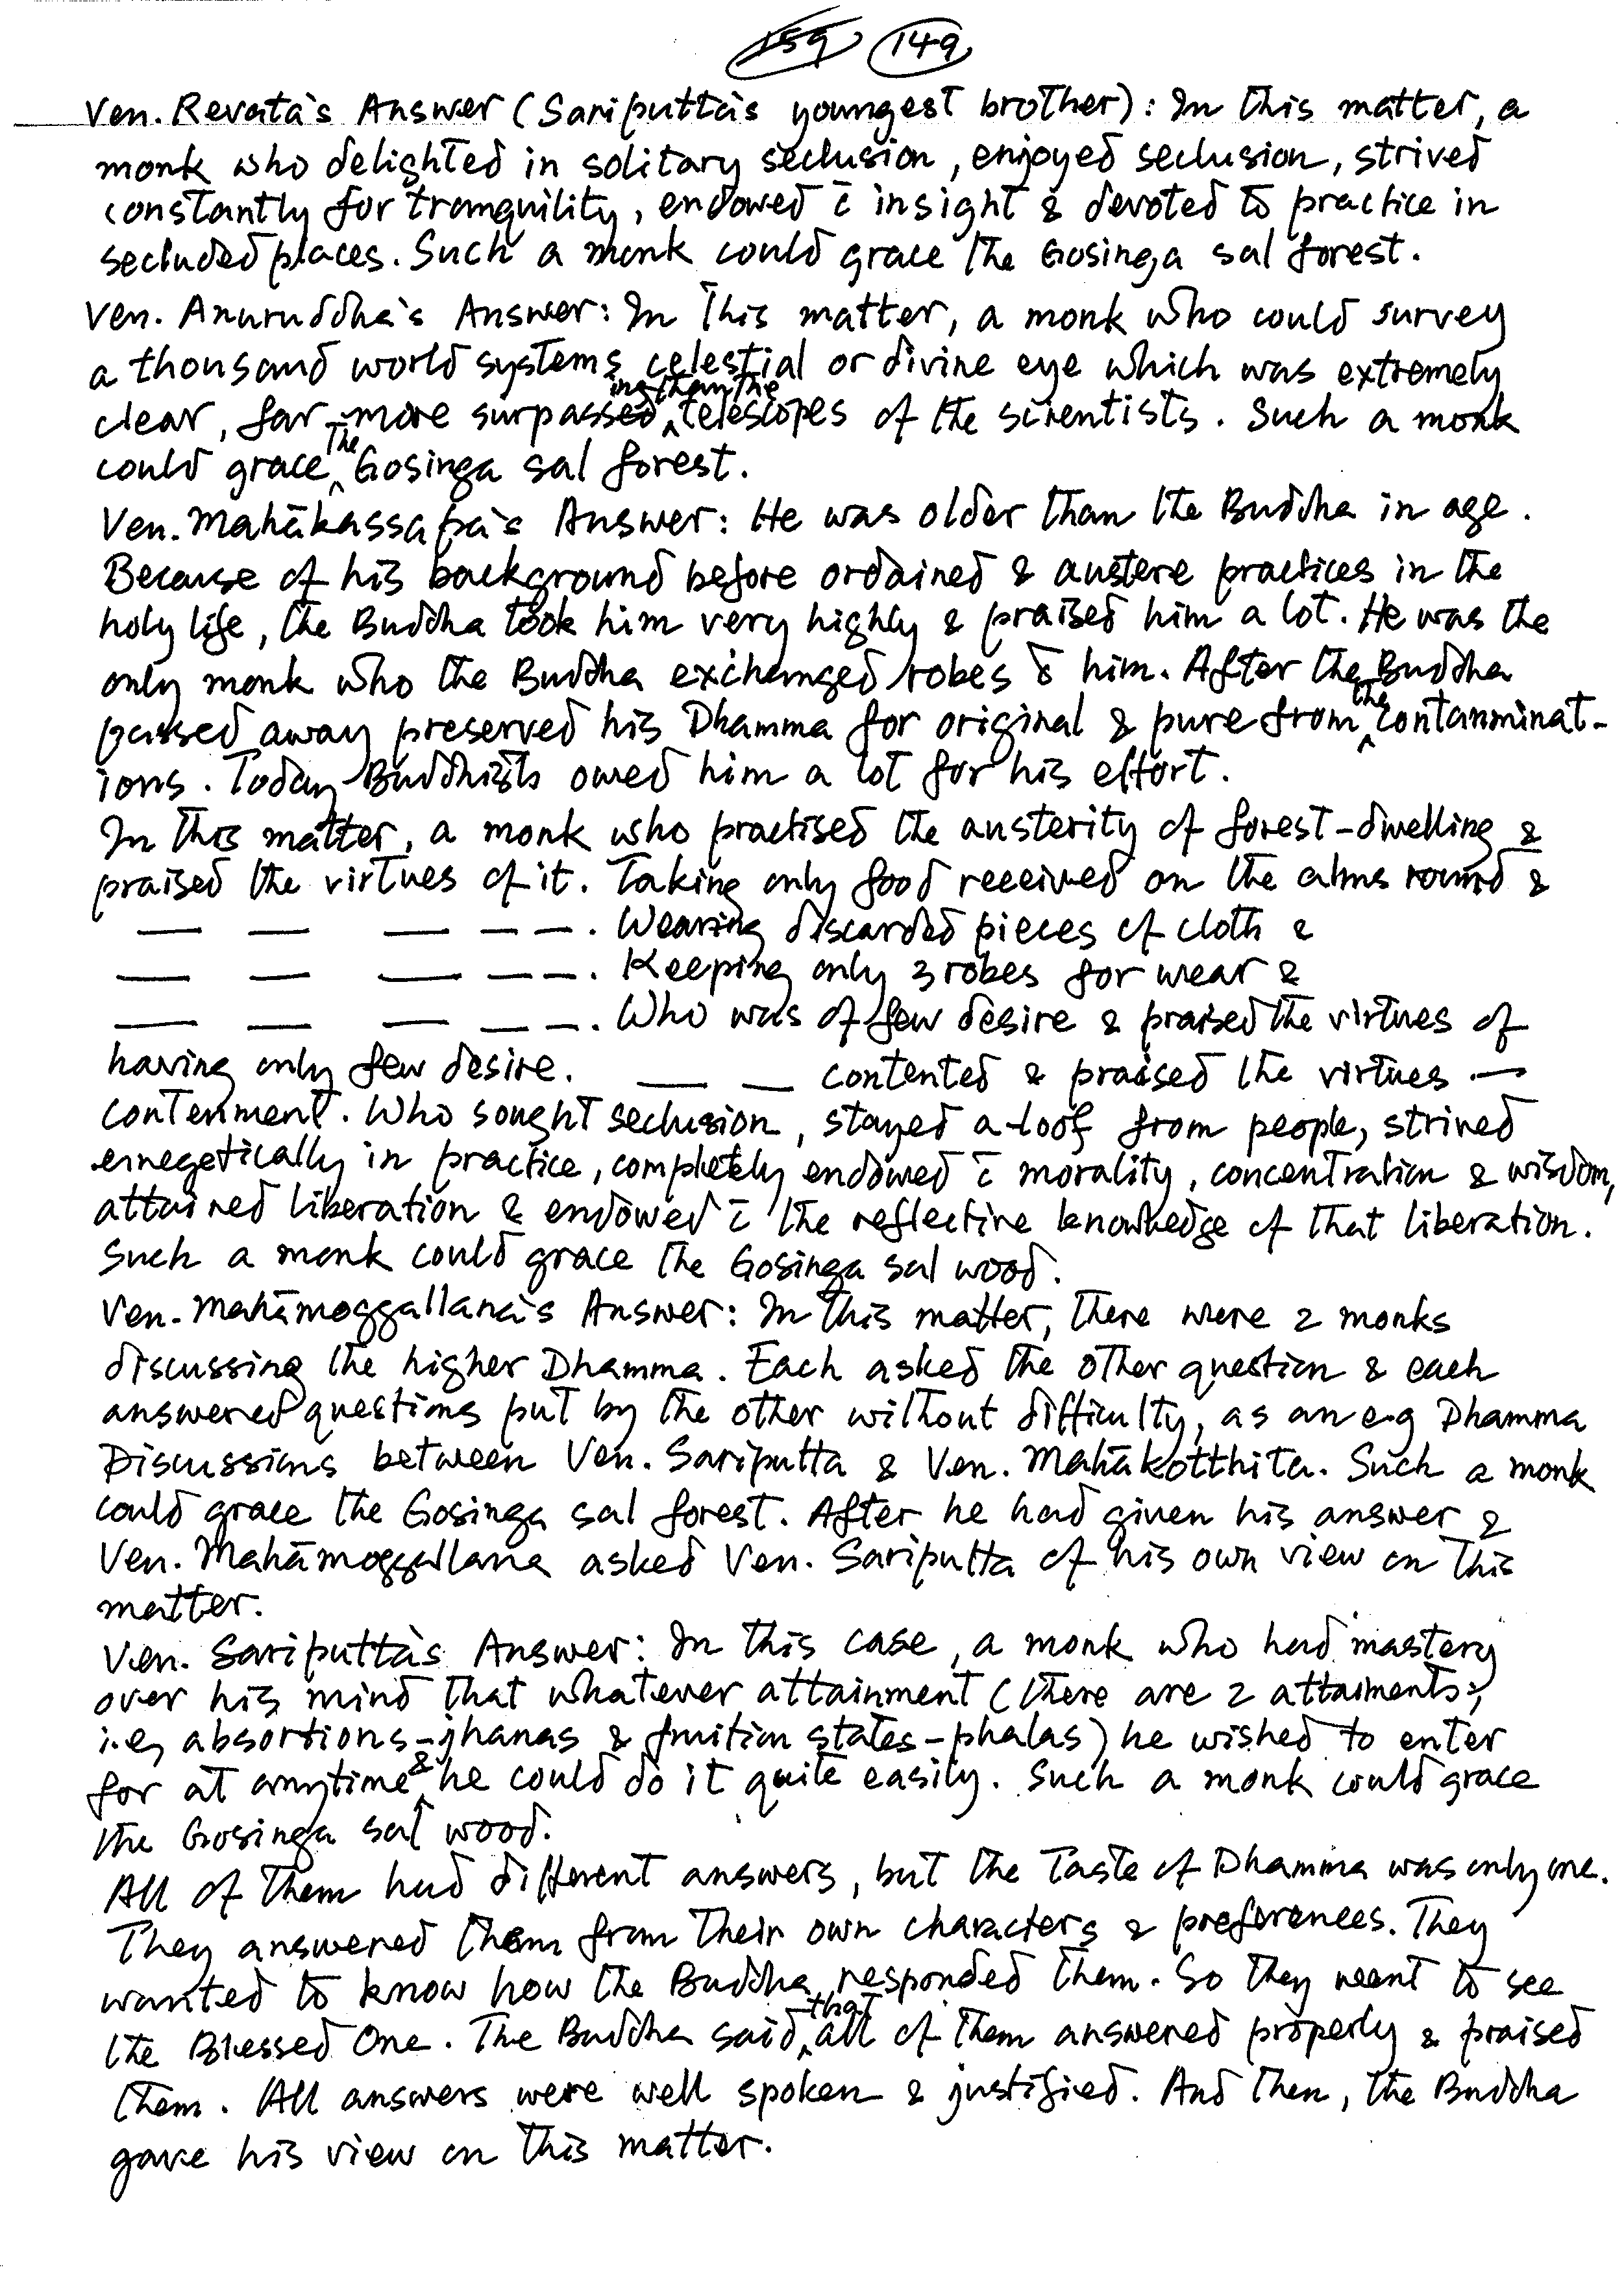 159 149
Ven. Revata's Answer (Sariputta's youngest brother): In this matter, a
monk who delighted in solitary seclusion, enjoyed seclusion, strived
constantly for tranquility, endowed c̄ insight & devoted to practice in
secluded places. Such a monk could grace the Gosinga sal forest.
Ven. Anuruddha's Answer: In this matter, a monk who could survey
a thousand world systems celestial or divine eye which was extremely
clear, far-more surpassing than the telescopes of the scientists. Such a monk
could grace the Gosinga sal forest.
Ven. Mahākassapa's Answer: He was older than the Buddha in age.
Because of his background before ordained & austere practices in the
holy life, the Buddha took him very highly & praised him a lot. He was the
only monk who the Buddha exchanged robes c̄ him. After the Buddha
passed away preserved his Dhamma for original & pure from the contanminat-
ions. Today Buddhists owed him a lot for his effort.
In this matter, a monk who practised the austerity of forest-dwelling &
praised the virtues of it. Taking only food received on the alms round &
— — — — —. Wearing discarded pieces of cloth &
— — — — —. Keeping only 3 robes for wear &
— — — — —. Who was of few desire & praised the virtues of
having only few desire. — — contented & praised the virtues —
contenment. Who sought seclusion, stayed a-loof from people, strived
ernegetically in practice, completely endowed c̄ morality, concentration & wisdom,
attained liberation & endowed c̄ the reflective knowledge of that liberation.
Such a monk could grace the Gosinga sal wood.
Ven. Mahāmoggallana's Answer: In this matter, there were 2 monks
discussing the higher Dhamma. Each asked the other question & each
answered questions put by the other without difficulty, as an e.g Dhamma
Discussions between Ven. Sariputta & Ven. Mahākotthita. Such a monk
could grace the Gosinga sal forest. After he had given his answer &
Ven. Mahāmoggallana asked Ven. Sariputta of his own view on this
matter.
Ven. Sariputta's Answer: In this case, a monk who had mastery
over his mind that whatever attainment (there are 2 attaiments;
i.e, absortions-jhanas & fruition states-phalas) he wished to enter
for at anytime & he could do it quite easily. Such a monk could grace
the Gosinga sal wood.
All of them had different answers, but the Taste of Dhamma was only one.
They answered them from their own characters & preferences. They
wanted to know how the Buddha responded them. So they went to see
the Blessed One. The Buddha said that all of them answered properly & praised
them. All answers were well spoken & justified. And then, the Buddha
gave his view on this matter.